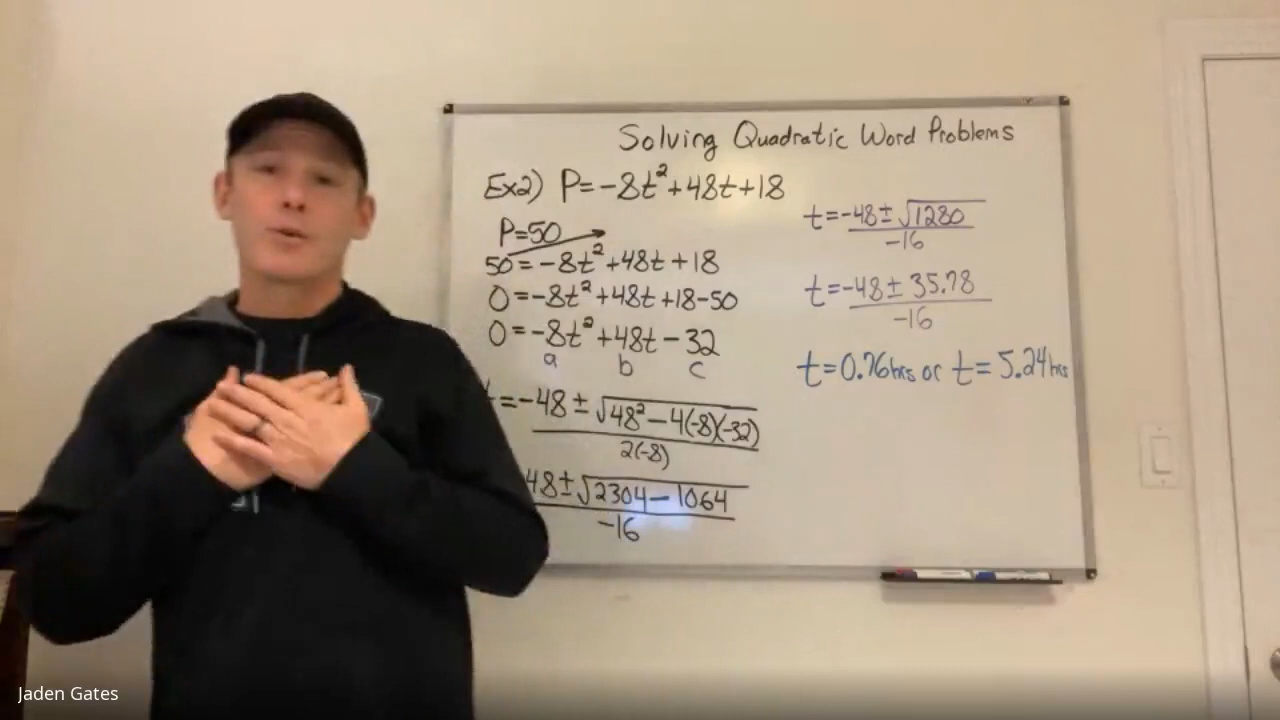 Solving Quadratic Word Problems
Ex2) P=-8t²+48t+18
P=50
50=-8t²+48t+18
0=-8t²+48t+18-50
0=-8t²+48t-32
a b c
=-48±√48²-4(-8)(-32)
2(-8)
48±√2304-1064
-16
t=-48±√1280
-16
t=-48±35.78
-16
t=0.76hrs or t=5.24hrs
Jaden Gates